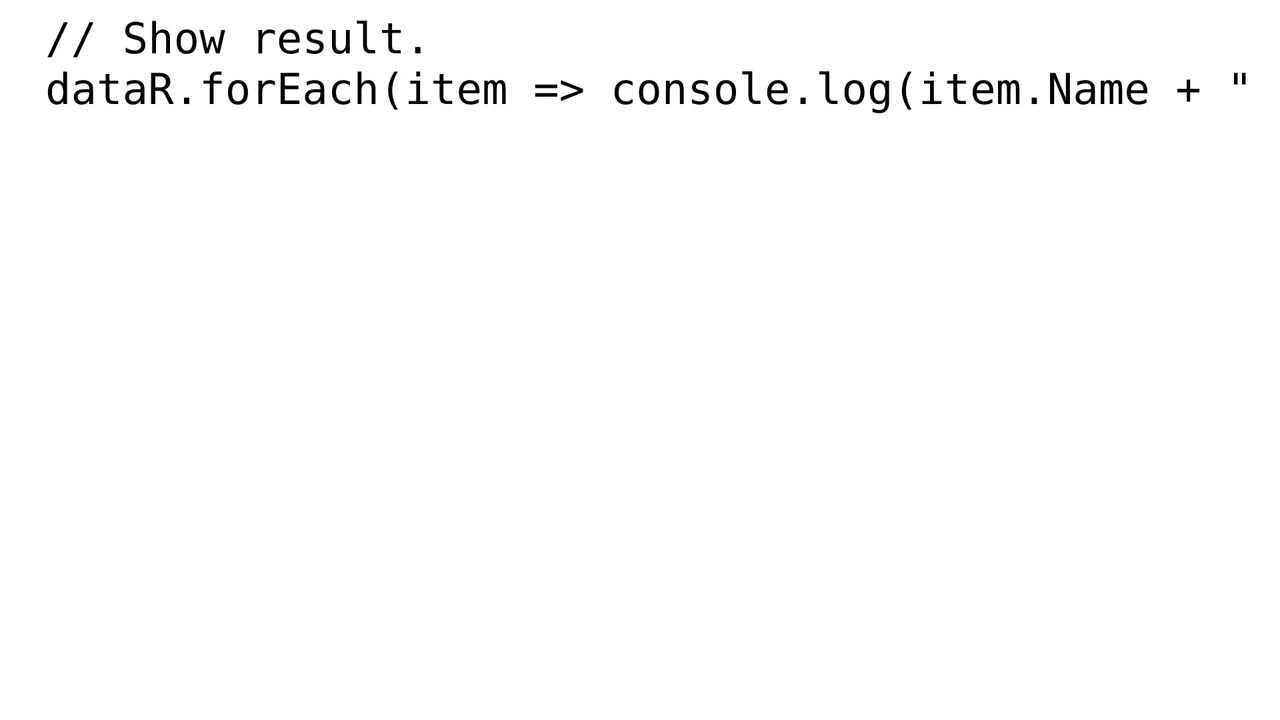 // Show result.
dataR.forEach(item => console.log(item.Name + "